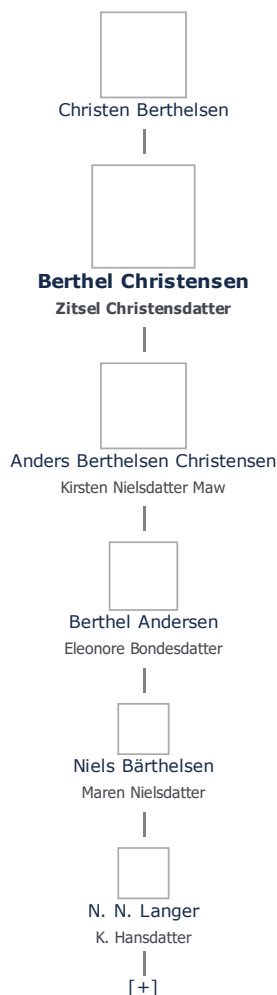 Christen Berthelsen
Berthel Christensen
Zitsel Christensdatter
Anders Berthelsen Christensen
Kirsten Nielsdatter Maw
Berthel Andersen
Eleonore Bondesdatter
Niels Bärthelsen
Maren Nielsdatter
N. N. Langer
K. Hansdatter
[+]